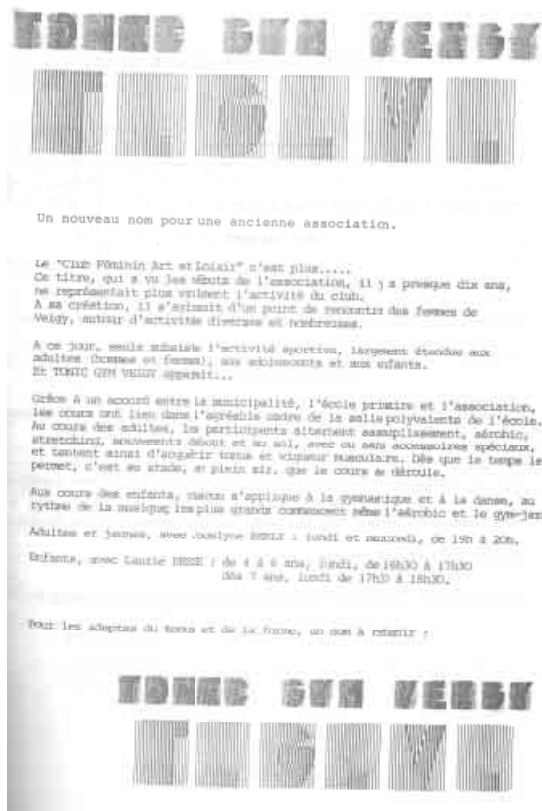 TONIC GYM VEIGY
T. G. V.
Un nouveau nom pour une ancienne association.
Le "Club Féminin Art et Loisir" n'est plus.....
Ce titre, qui a vu les débuts de l'association, il y a presque dix ans,
ne représentait plus vraiment l'activité du club.
A sa création, il s'agissait d'un point de rencontre des femmes de
Veigy, autour d'activités diverses et nombreuses.
A ce jour, seule subsiste l'activité sportive, largement étendue aux
adultes (hommes et femmes), aux adolescents et aux enfants.
Et TONIC GYM VEIGY apparait...
Grâce à un accord entre la municipalité, l'école primaire et l'association,
les cours ont lieu dans l'agréable cadre de la salle polyvalente de l'école.
Au cours des adultes, les participants alternent assouplissement, aérobic,
stretching, mouvements debout et au sol, avec ou sans accessoires spéciaux,
et tentent ainsi d'acquérir tonus et vigueur musculaire. Dès que le temps le
permet, c'est au stade, en plein air, que le cours se déroule.
Aux cours des enfants, chacun s'applique à la gymnastique et à la danse, au
rythme de la musique; les plus grands commencent même l'aérobic et le gym-jazz
Adultes et jeunes, avec Jocelyne : lundi et mercredi, de 19h à 20h.
Enfants, avec Laurie : de 4 à 6 ans, lundi, de 16h30 à 17h30
dès 7 ans, lundi de 17h30 à 18h30.
Pour les adeptes du tonus et de la forme, un nom à retenir :
TONIC GYM VEIGY
T. G. V.